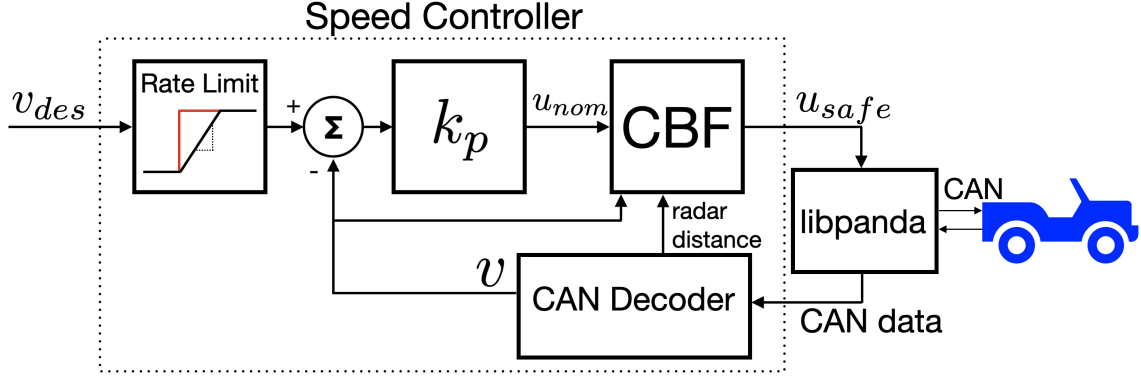 Speed Controller
Rate Limit
v_des
+
Σ
-
k_p
u_nom
CBF
u_safe
radar
distance
v
CAN Decoder
libpanda
CAN
CAN data